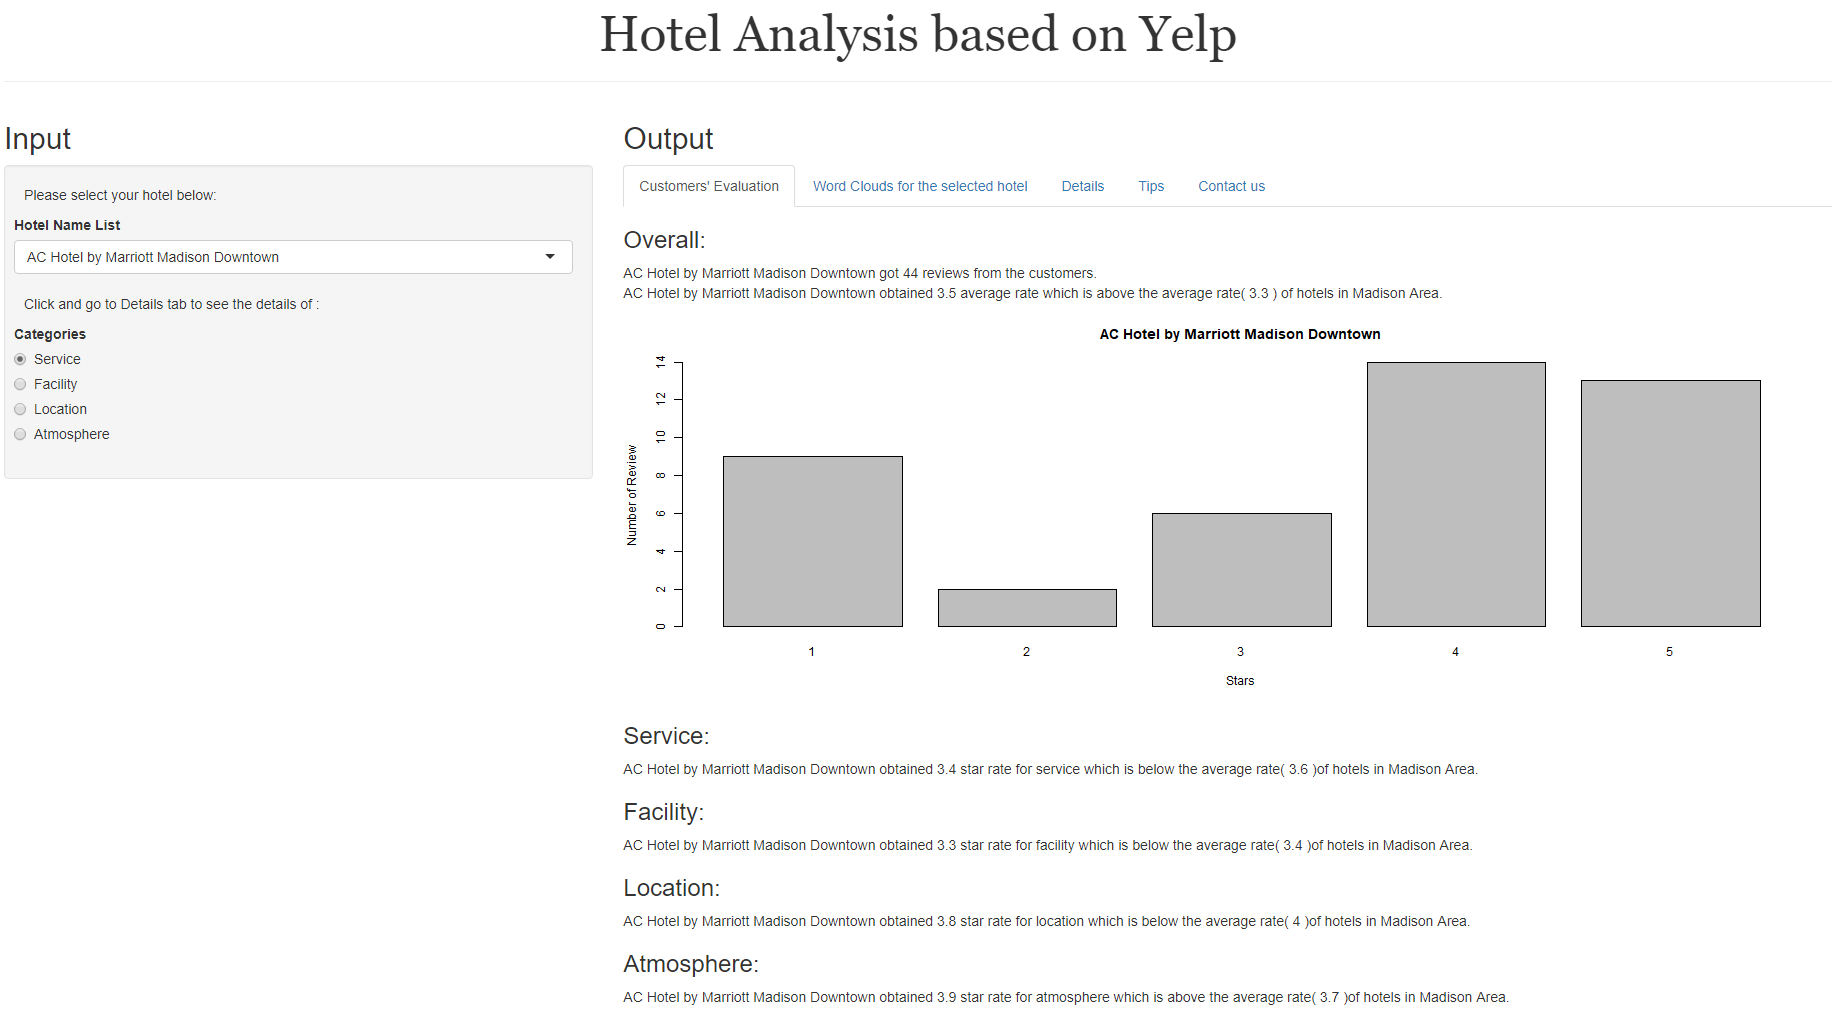 Hotel Analysis based on Yelp
Input
Please select your hotel below:
Hotel Name List
AC Hotel by Marriott Madison Downtown
Click and go to Details tab to see the details of :
Categories
Service
Facility
Location
Atmosphere
Output
Customers' Evaluation Word Clouds for the selected hotel Details Tips Contact us
Overall:
AC Hotel by Marriott Madison Downtown got 44 reviews from the customers.
AC Hotel by Marriott Madison Downtown obtained 3.5 average rate which is above the average rate( 3.3 ) of hotels in Madison Area.
AC Hotel by Marriott Madison Downtown
Number of Review
14
12
10
8
6
4
2
0
1 2 3 4 5
Stars
Service:
AC Hotel by Marriott Madison Downtown obtained 3.4 star rate for service which is below the average rate( 3.6 )of hotels in Madison Area.
Facility:
AC Hotel by Marriott Madison Downtown obtained 3.3 star rate for facility which is below the average rate( 3.4 )of hotels in Madison Area.
Location:
AC Hotel by Marriott Madison Downtown obtained 3.8 star rate for location which is below the average rate( 4 )of hotels in Madison Area.
Atmosphere:
AC Hotel by Marriott Madison Downtown obtained 3.9 star rate for atmosphere which is above the average rate( 3.7 )of hotels in Madison Area.